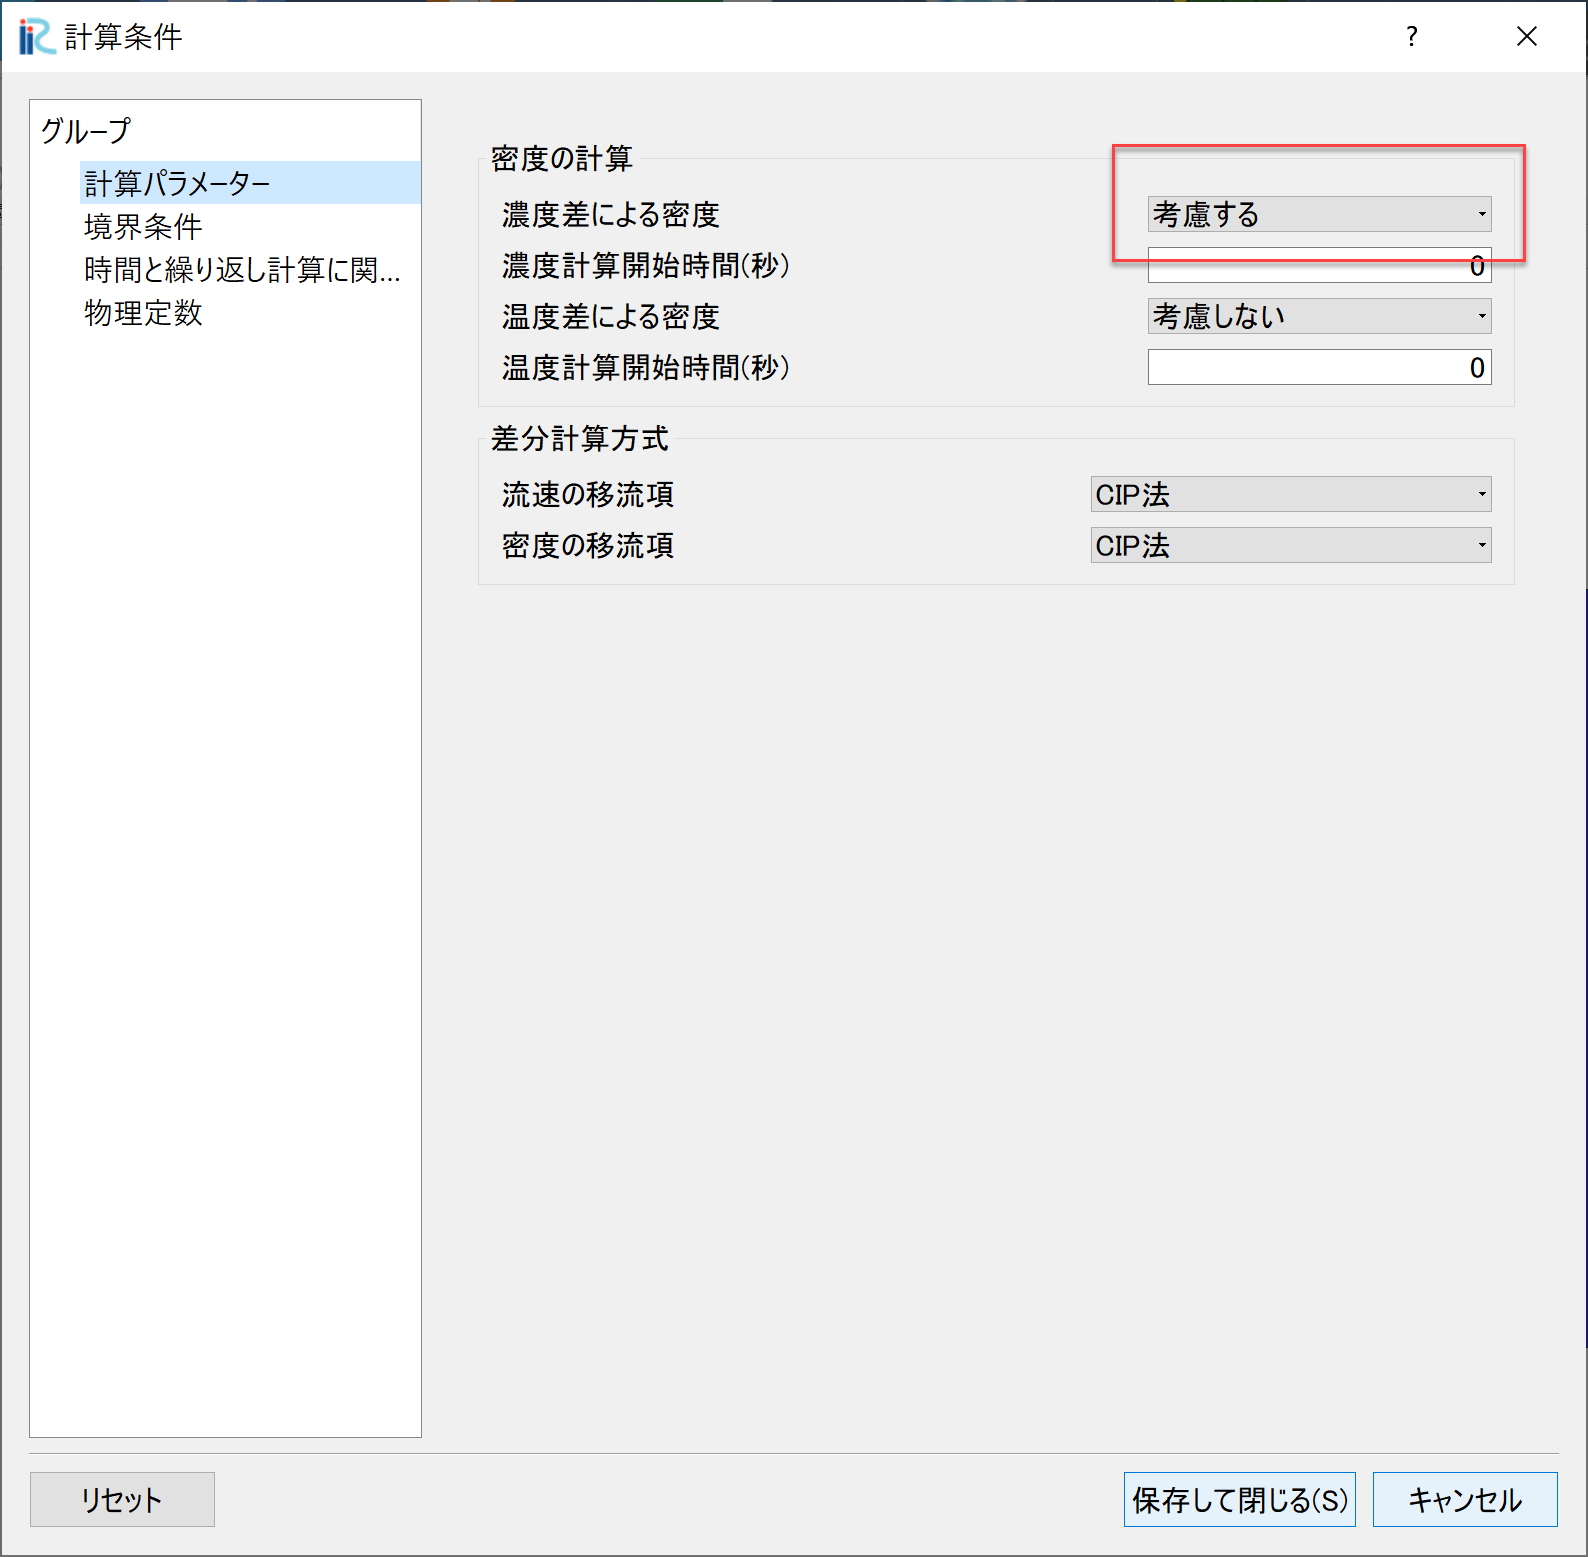 iRC 計算条件
?
グループ
計算パラメーター
境界条件
時間と繰り返し計算に関...
物理定数
密度の計算
濃度差による密度 考慮する
濃度計算開始時間(秒) 0
温度差による密度 考慮しない
温度計算開始時間(秒) 0
差分計算方式
流速の移流項 CIP法
密度の移流項 CIP法
リセット
保存して閉じる(S)
キャンセル